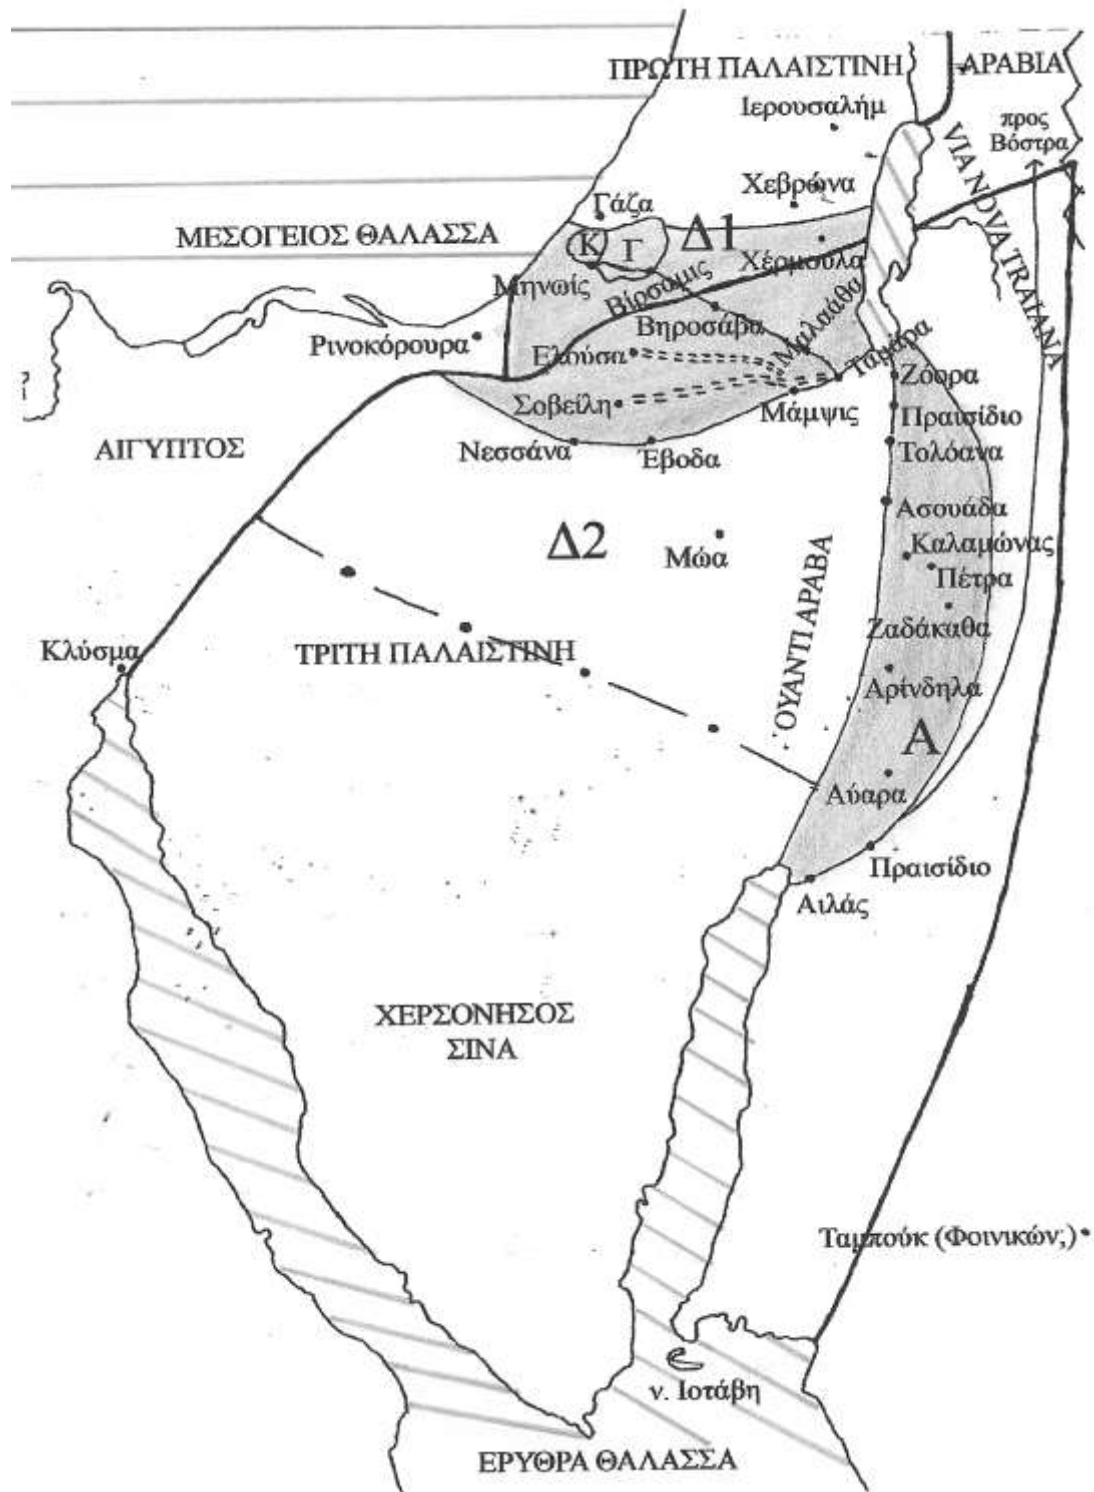 ΠΡΩΤΗ ΠΑΛΑΙΣΤΙΝΗ
ΑΡΑΒΙΑ
Ιερουσαλήμ
προς
Βόστρα
VIA NOVA TRAIANA
Χεβρώνα
Γάζα
ΜΕΣΟΓΕΙΟΣ ΘΑΛΑΣΣΑ
Κ
Γ
Δ1
Χέρμουλα
Μηνωίς
Βίρσαμις
Βηροσάβα
Μαλαάθα
Ταμάρα
Ρινοκόρουρα
Ελούσα
Ζόορα
Σοβείλη
Μάμψις
Πραισίδιο
ΑΙΓΥΠΤΟΣ
Νεσσάνα
Έβοδα
Τολόανα
Ασουάδα
Δ2
Μώα
Καλαμώνας
Πέτρα
ΟΥΑΝΤΙ ΑΡΑΒΑ
Ζαδάκαθα
Κλύσμα
ΤΡΙΤΗ ΠΑΛΑΙΣΤΙΝΗ
Αρίνδηλα
Α
Αύαρα
Πραισίδιο
Αιλάς
ΧΕΡΣΟΝΗΣΟΣ
ΣΙΝΑ
Ταμπούκ (Φοινικών;)
ν. Ιοτάβη
ΕΡΥΘΡΑ ΘΑΛΑΣΣΑ